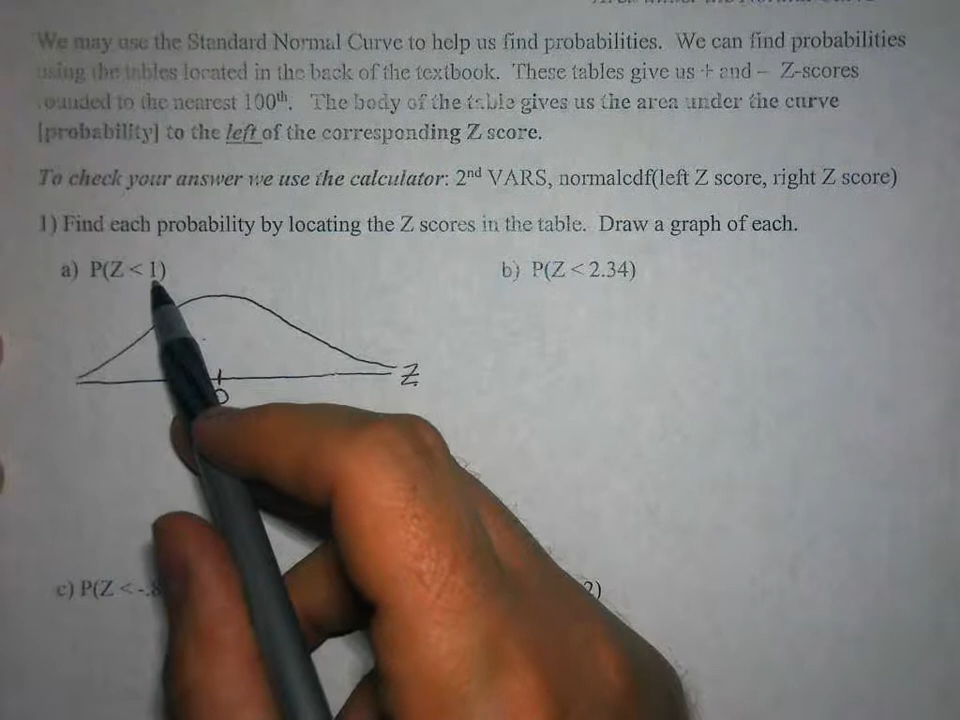 We may use the Standard Normal Curve to help us find probabilities. We can find probabilities
using the tables located in the back of the textbook. These tables give us + and – Z-scores
rounded to the nearest 100th. The body of the table gives us the area under the curve
[probability] to the left of the corresponding Z score.
To check your answer we use the calculator: 2nd VARS, normalcdf(left Z score, right Z score)
1) Find each probability by locating the Z scores in the table. Draw a graph of each.
a) P(Z < 1)
b) P(Z < 2.34)
Z
0
c) P(Z < -.8
2)